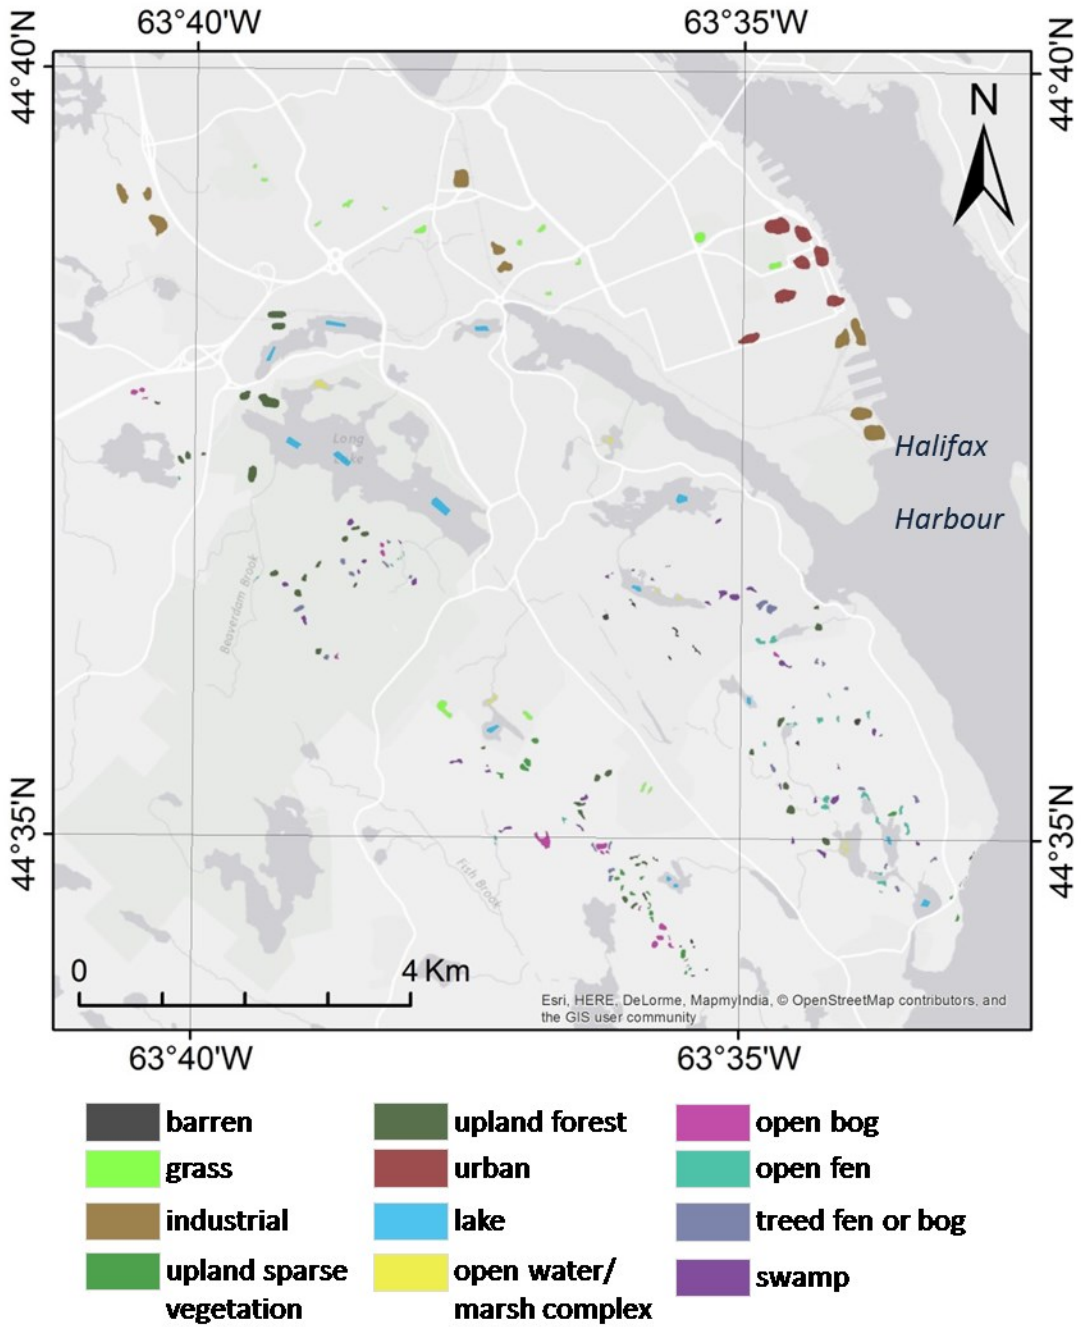 63°40'W 63°35'W
44°40'N 44°40'N
N
Halifax
Long
Lake
Harbour
Beaverdam Brook
44°35'N 44°35'N
Fish Brook
0 4 Km
Esri, HERE, DeLorme, MapmyIndia, © OpenStreetMap contributors, and
the GIS user community
63°40'W 63°35'W
barren upland forest open bog
grass urban open fen
industrial lake treed fen or bog
upland sparse open water/ swamp
vegetation marsh complex